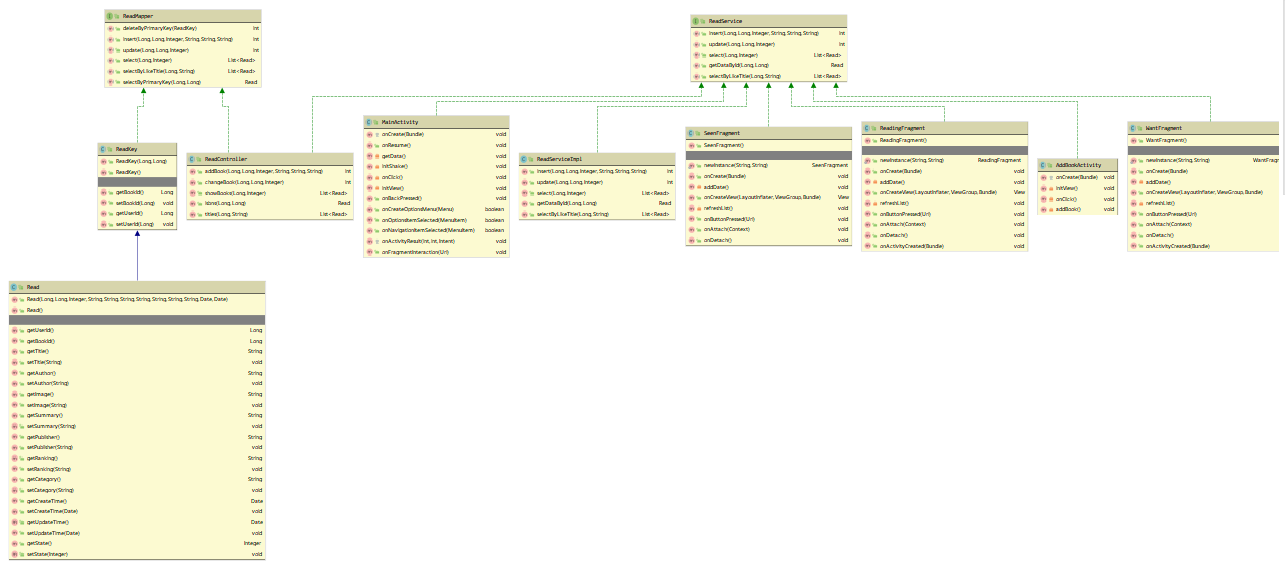 ReadMapper
deleteByPrimaryKey(ReadKey) int
insert(Long, Long, Integer, String, String, String) int
update(Long, Long, Integer) int
select(Long, Integer) List<Read>
selectByLikeTitle(Long, String) List<Read>
selectByPrimaryKey(Long, Long) Read
ReadService
insert(Long, Long, Integer, String, String, String) int
update(Long, Long, Integer) int
select(Long, Integer) List<Read>
getDataById(Long, Long) Read
selectByLikeTitle(Long, String) List<Read>
ReadKey
ReadKey(Long, Long)
ReadKey()
getBookId() Long
setBookId(Long) void
getUserId() Long
setUserId(Long) void
ReadController
addBook(Long, Long, Integer, String, String, String) int
changeBook(Long, Long, Integer) int
showBooks(Long, Integer) List<Read>
isbn(Long, Long) Read
titles(Long, String) List<Read>
MainActivity
onCreate(Bundle) void
onResume() void
getData() void
initShake() void
onClick() void
initView() void
onBackPressed() void
onCreateOptionsMenu(Menu) boolean
onOptionsItemSelected(MenuItem) boolean
onNavigationItemSelected(MenuItem) boolean
onActivityResult(int, int, Intent) void
onFragmentInteraction(Uri) void
ReadServiceImpl
insert(Long, Long, Integer, String, String, String) int
update(Long, Long, Integer) int
select(Long, Integer) List<Read>
getDataById(Long, Long) Read
selectByLikeTitle(Long, String) List<Read>
SeenFragment
SeenFragment()
newInstance(String, String) SeenFragment
onCreate(Bundle) void
addDate() void
onCreateView(LayoutInflater, ViewGroup, Bundle) View
refreshList() void
onButtonPressed(Uri) void
onAttach(Context) void
onDetach() void
ReadingFragment
ReadingFragment()
newInstance(String, String) ReadingFragment
onCreate(Bundle) void
addDate() void
onCreateView(LayoutInflater, ViewGroup, Bundle) View
refreshList() void
onButtonPressed(Uri) void
onAttach(Context) void
onDetach() void
onActivityCreated(Bundle) void
AddBookActivity
onCreate(Bundle) void
initView() void
onClick() void
addBook() void
WantFragment
WantFragment()
newInstance(String, String) WantFragr
onCreate(Bundle)
addDate()
onCreateView(LayoutInflater, ViewGroup, Bundle)
refreshList()
onButtonPressed(Uri)
onAttach(Context)
onDetach()
onActivityCreated(Bundle)
Read
Read(Long, Long, Integer, String, String, String, String, String, String, String, Date, Date)
Read()
getUserId() Long
getBookId() Long
getTitle() String
setTitle(String) void
getAuthor() String
setAuthor(String) void
getImage() String
setImage(String) void
getSummary() String
setSummary(String) void
getPublisher() String
setPublisher(String) void
getRanking() String
setRanking(String) void
getCategory() String
setCategory(String) void
getCreateTime() Date
setCreateTime(Date) void
getUpdateTime() Date
setUpdateTime(Date) void
getState() Integer
setState(Integer) void